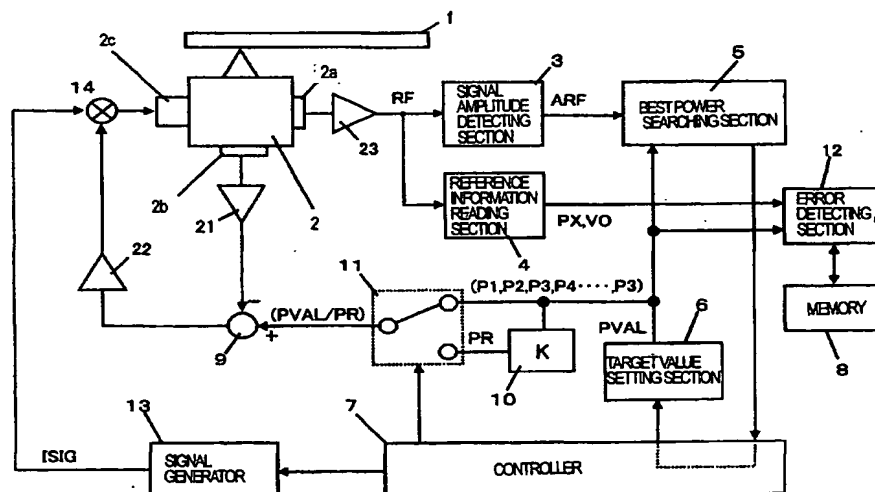 1
2c
2a
14
RF
3
SIGNAL
AMPLITUDE
DETECTING
SECTION
ARF
5
BEST POWER
SEARCHING SECTION
23
2b
21
2
REFERENCE
INFORMATION
READING
SECTION
4
PX,VO
12
ERROR
DETECTING
SECTION
22
11
(P1,P2,P3,P4·····,P3)
6
MEMORY
8
(PVAL/PR)
−
+
9
PR
K
10
PVAL
TARGET VALUE
SETTING SECTION
13
7
ISIG
SIGNAL
GENERATOR
CONTROLLER